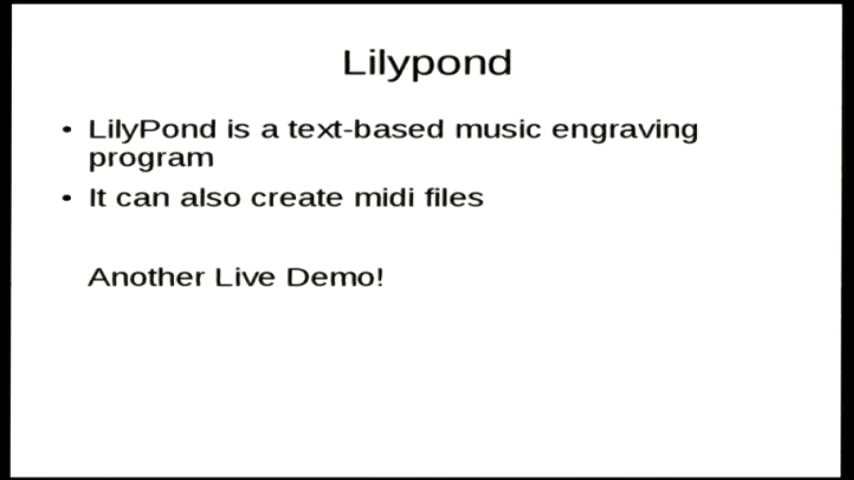 Lilypond
• LilyPond is a text-based music engraving
program
• It can also create midi files
Another Live Demo!